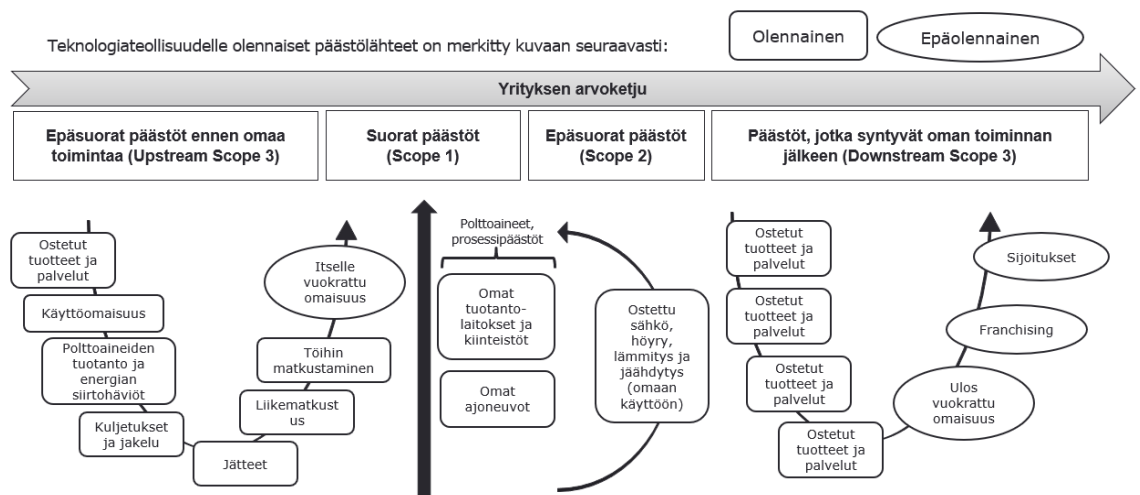 Teknologiateollisuudelle olennaiset päästölähteet on merkitty kuvaan seuraavasti:
Olennainen
Epäolennainen
Yrityksen arvoketju
Epäsuorat päästöt ennen omaa
toimintaa (Upstream Scope 3)
Suorat päästöt
(Scope 1)
Epäsuorat päästöt
(Scope 2)
Päästöt, jotka syntyvät oman toiminnan
jälkeen (Downstream Scope 3)
Ostetut
tuotteet ja
palvelut
Käyttöomaisuus
Polttoaineiden
tuotanto ja
energian
siirtohäviöt
Kuljetukset
ja jakelu
Jätteet
Liikematkust
us
Töihin
matkustaminen
Itselle
vuokrattu
omaisuus
Polttoaineet,
prosessipäästöt
Omat
tuotanto-
laitokset ja
kiinteistöt
Omat
ajoneuvot
Ostettu
sähkö,
höyry,
lämmitys ja
jäähdytys
(omaan
käyttöön)
Ostetut
tuotteet ja
palvelut
Ostetut
tuotteet ja
palvelut
Ostetut
tuotteet ja
palvelut
Ostetut
tuotteet ja
palvelut
Ulos
vuokrattu
omaisuus
Franchising
Sijoitukset